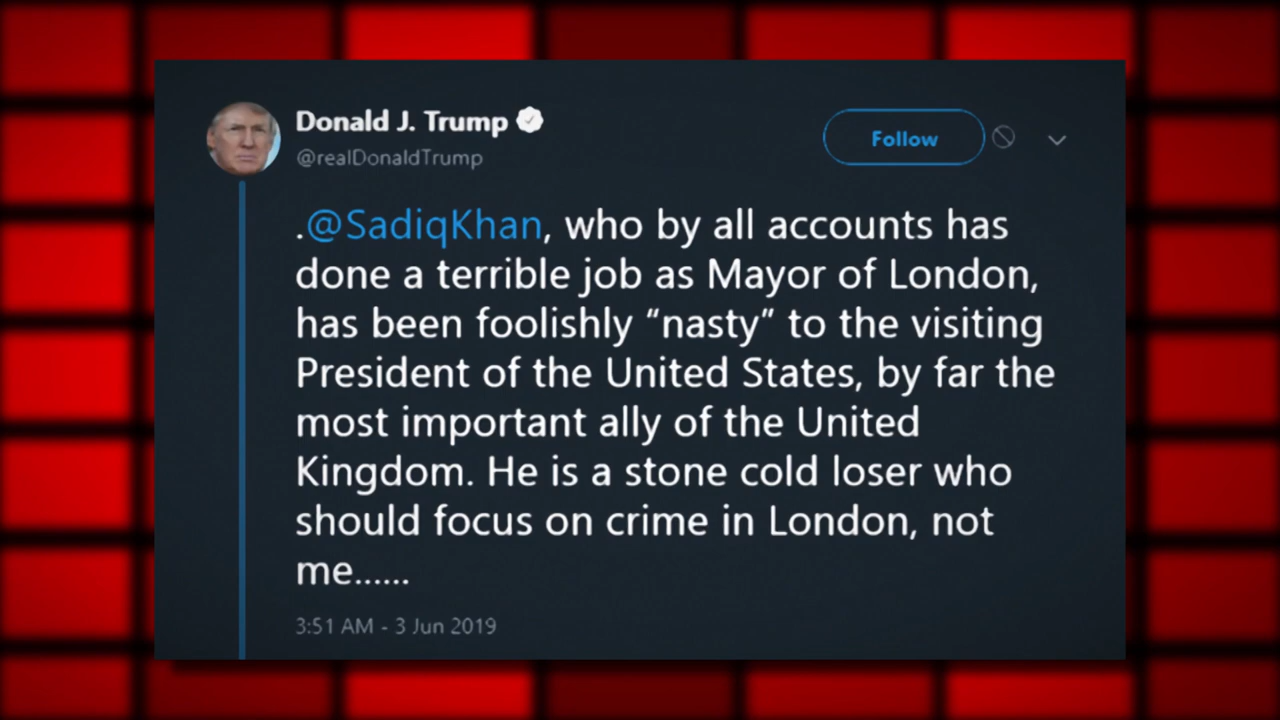 Donald J. Trump
@realDonaldTrump
Follow
.@SadiqKhan, who by all accounts has
done a terrible job as Mayor of London,
has been foolishly “nasty” to the visiting
President of the United States, by far the
most important ally of the United
Kingdom. He is a stone cold loser who
should focus on crime in London, not
me......
3:51 AM - 3 Jun 2019